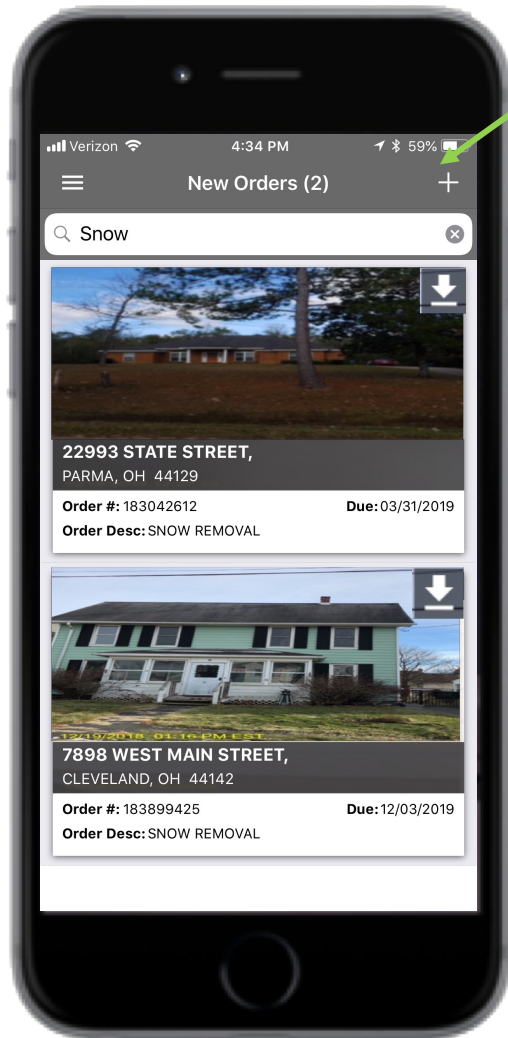 Verizon 4:34 PM 59%
New Orders (2)
Snow
22993 STATE STREET,
PARMA, OH 44129
Order #: 183042612 Due: 03/31/2019
Order Desc: SNOW REMOVAL
12/19/2018 01:16 PM EST
7898 WEST MAIN STREET,
CLEVELAND, OH 44142
Order #: 183899425 Due: 12/03/2019
Order Desc: SNOW REMOVAL